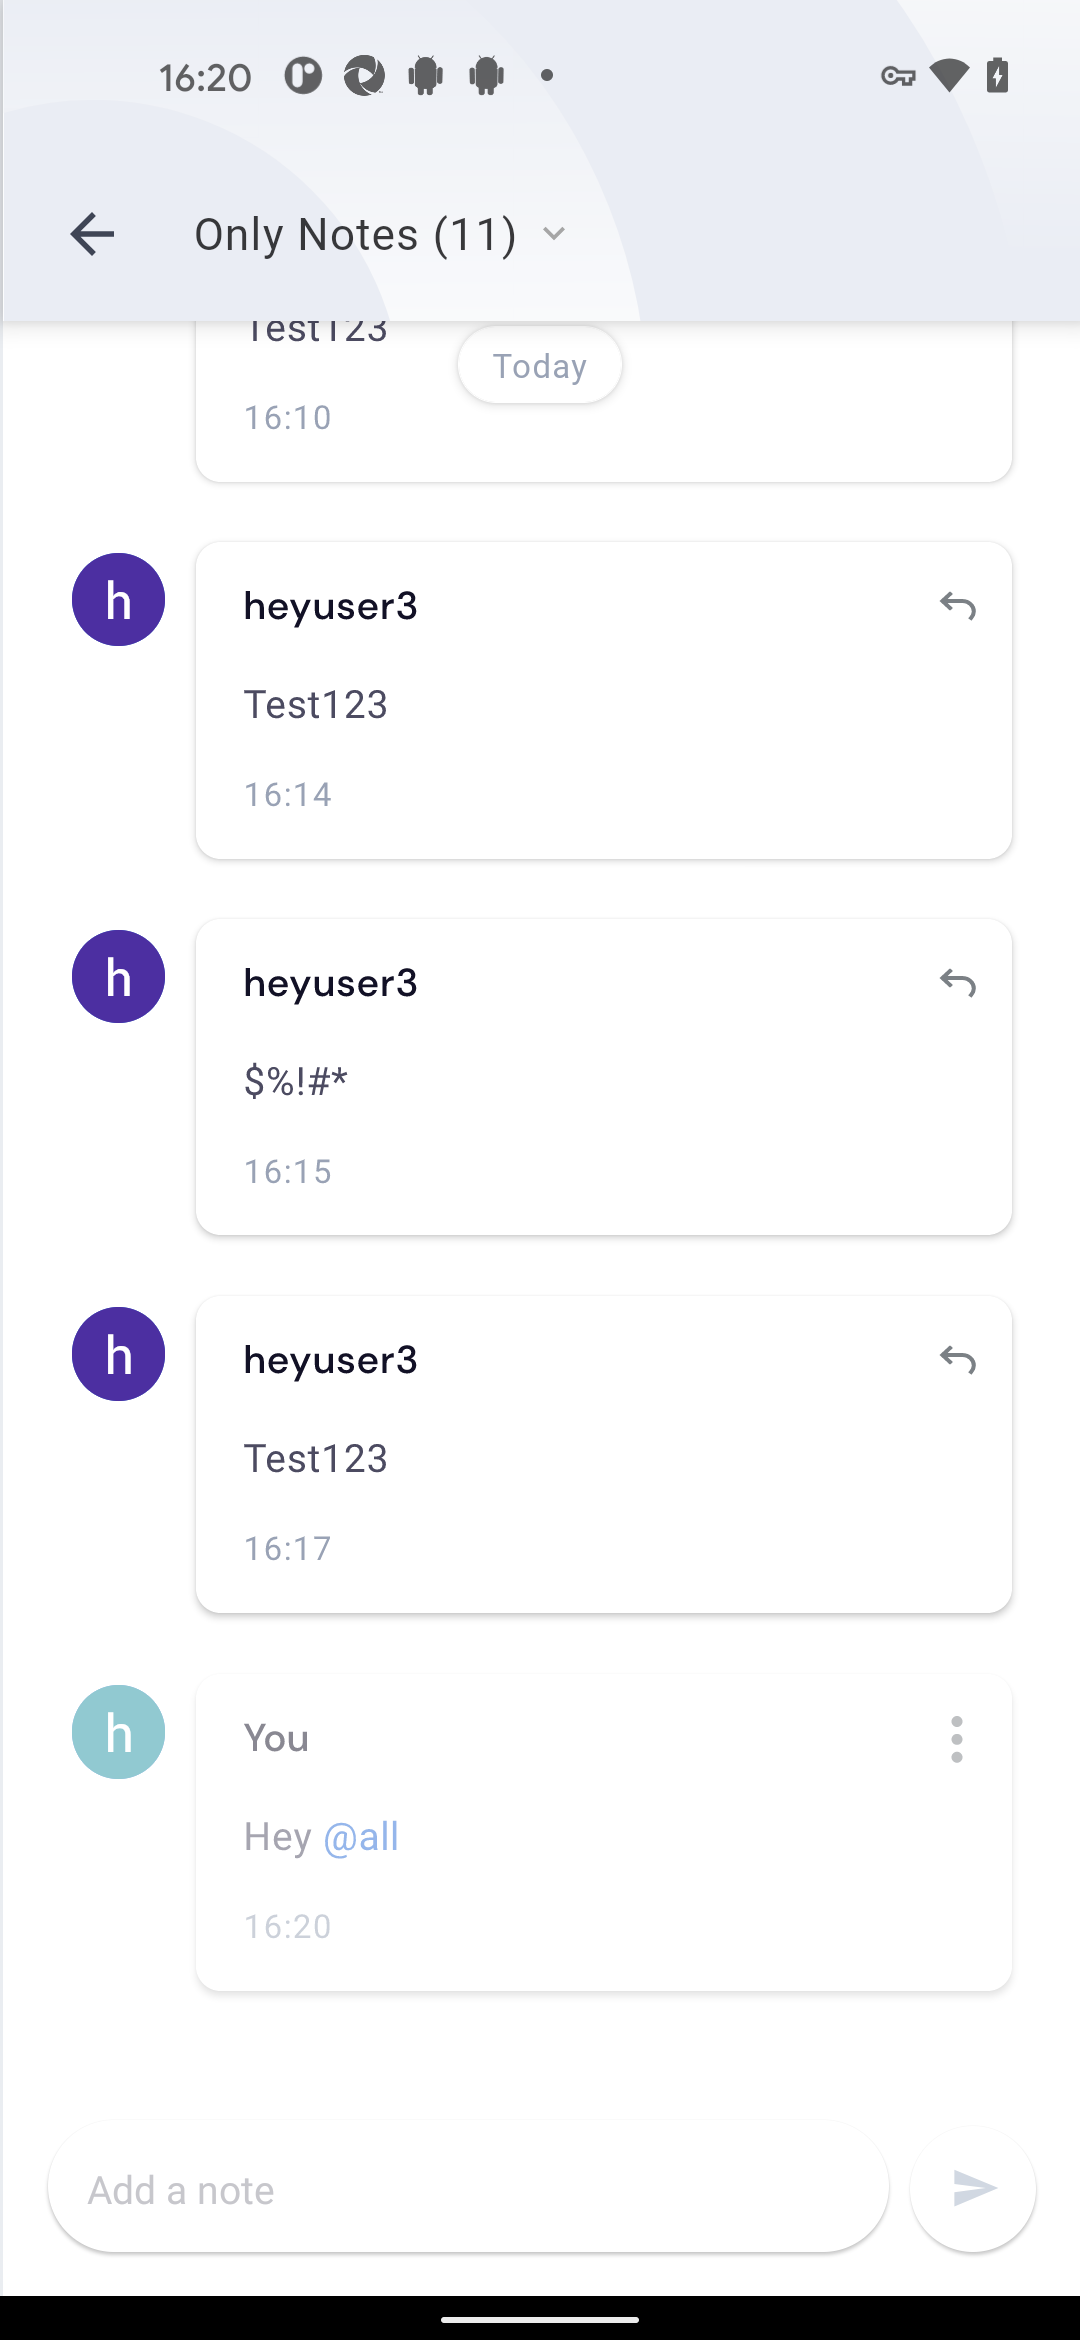 16:20
Only Notes (11)
Test123
Today
16:10
h
heyuser3
Test123
16:14
h
heyuser3
$%!#*
16:15
h
heyuser3
Test123
16:17
h
You
Hey @all
16:20
Add a note